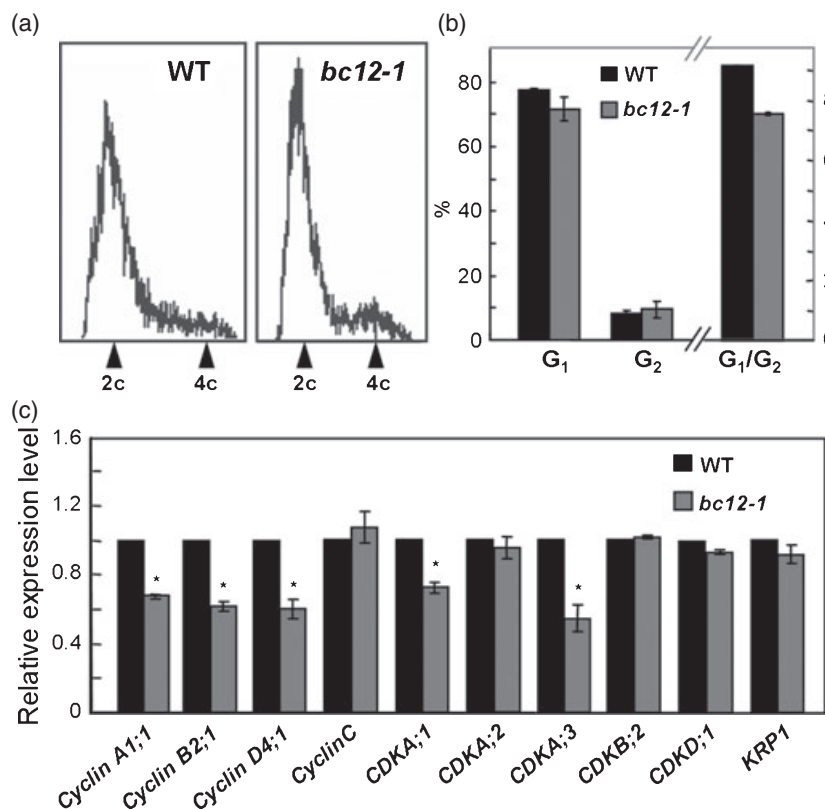 (a)
WT
bc12-1
2c
4c
2c
4c
(b)
WT
bc12-1
%
80
60
40
20
0
G₁
G₂
G₁/G₂
(c)
Relative expression level
1.6
1.2
0.8
0.4
0
WT
bc12-1
*
*
*
*
*
Cyclin A1;1
Cyclin B2;1
Cyclin D4;1
CyclinC
CDKA;1
CDKA;2
CDKA;3
CDKB;2
CDKD;1
KRP1